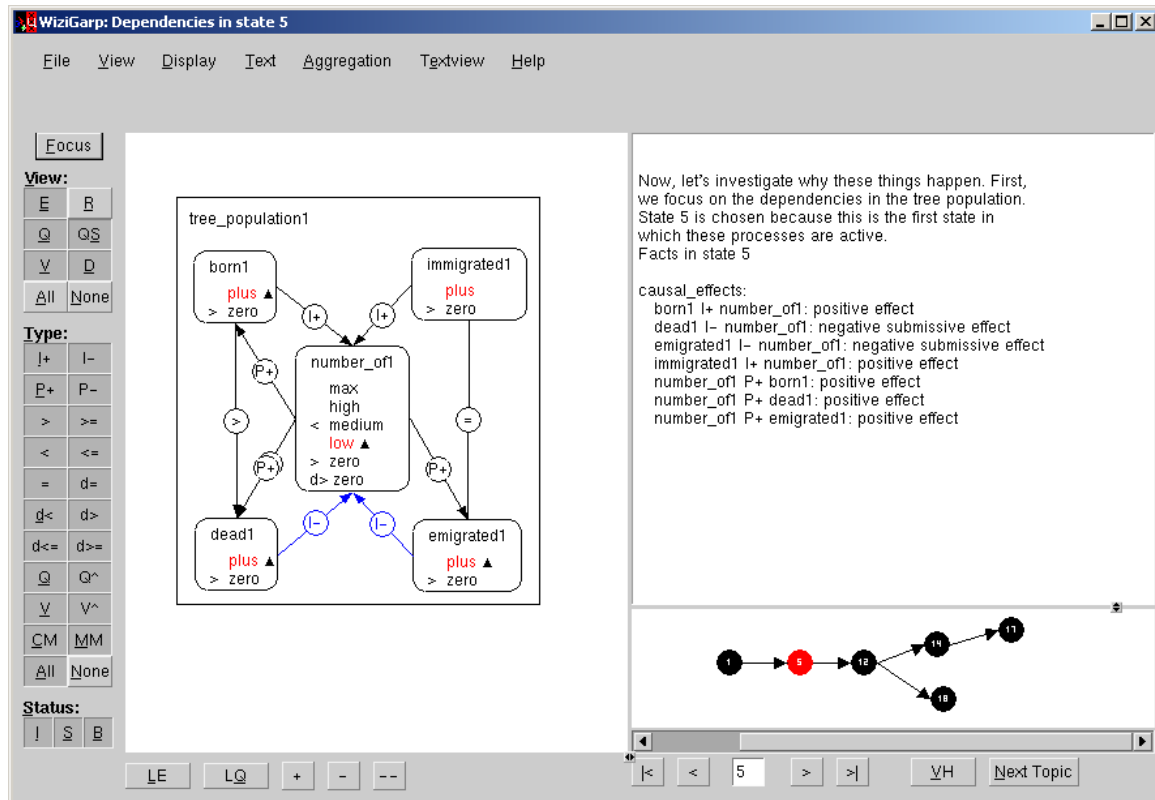 WiziGarp: Dependencies in state 5
File View Display Text Aggregation Textview Help
Focus
View:
E R
Q QS
V D
All None
Type:
I+ I-
P+ P-
> >=
< <=
= d=
d< d>
d<= d>=
Q Q^
V V^
CM MM
All None
Status:
I S B
tree_population1
born1
plus ▲
> zero
immigrated1
plus
> zero
I+ I+
number_of1
max
high
< medium
low ▲
> zero
d> zero
P+
>
=
P+ P+
I- I-
dead1
plus ▲
> zero
emigrated1
plus ▲
> zero
LE LQ + - --
Now, let's investigate why these things happen. First,
we focus on the dependencies in the tree population.
State 5 is chosen because this is the first state in
which these processes are active.
Facts in state 5
causal_effects:
born1 I+ number_of1: positive effect
dead1 I- number_of1: negative submissive effect
emigrated1 I- number_of1: negative submissive effect
immigrated1 I+ number_of1: positive effect
number_of1 P+ born1: positive effect
number_of1 P+ dead1: positive effect
number_of1 P+ emigrated1: positive effect
1 5 12 14 17
18
|< < 5 > >| VH Next Topic